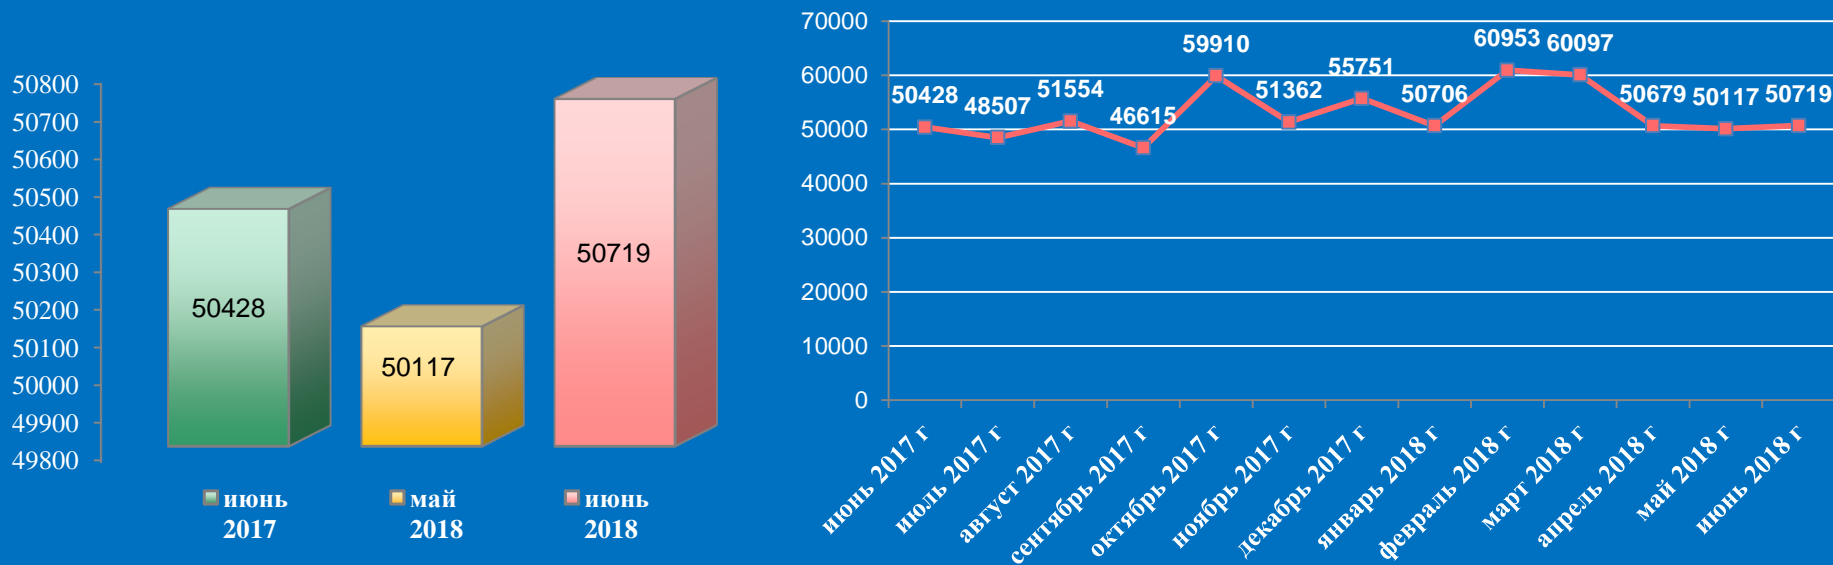 50800
50700
50600
50500
50400
50300
50200
50100
50000
49900
49800
50428
50117
50719
июнь
2017
май
2018
июнь
2018
70000
60000
50000
40000
30000
20000
10000
0
50428
48507
51554
46615
59910
51362
55751
50706
60953
60097
50679
50117
50719
июнь 2017 г
июль 2017 г
август 2017 г
сентябрь 2017 г
октябрь 2017 г
ноябрь 2017 г
декабрь 2017 г
январь 2018 г
февраль 2018 г
март 2018 г
апрель 2018 г
май 2018 г
июнь 2018 г